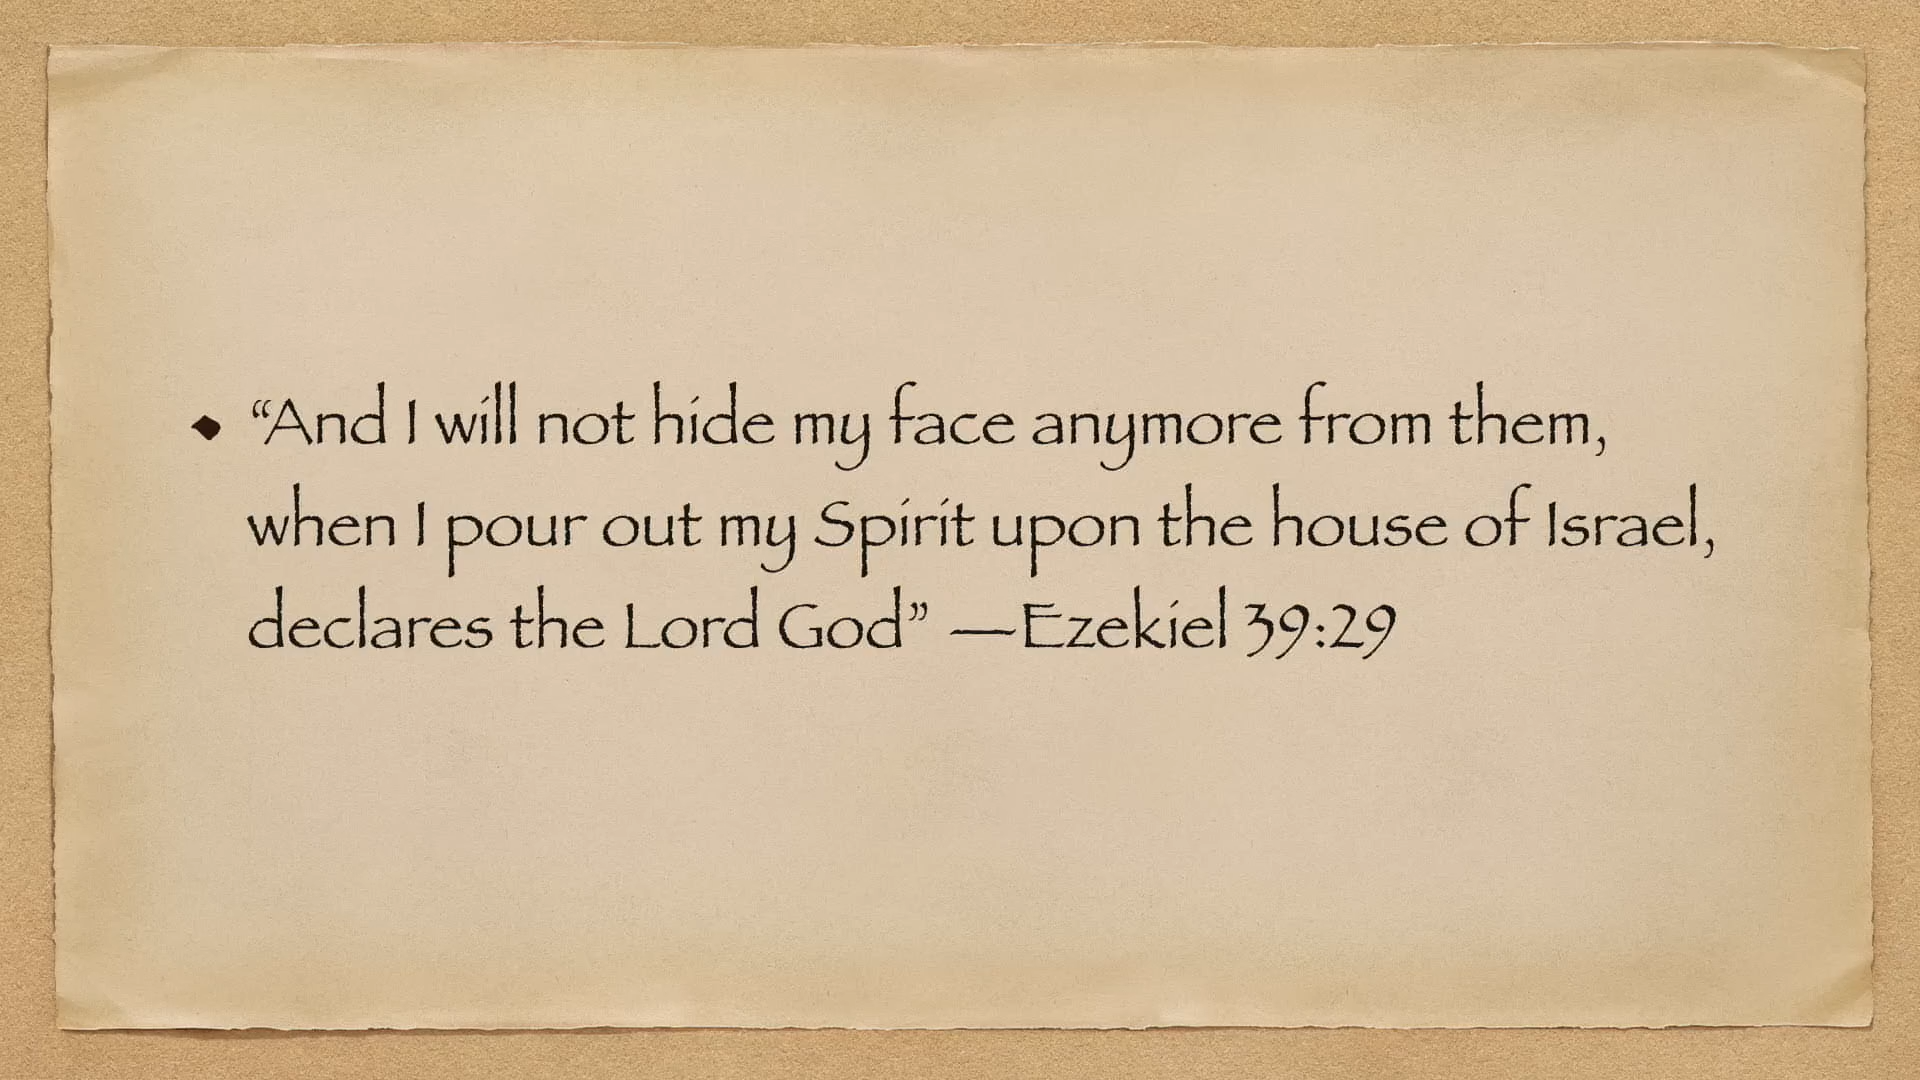 ◆ “And I will not hide my face anymore from them,
when I pour out my Spirit upon the house of Israel,
declares the Lord God” —Ezekiel 39:29